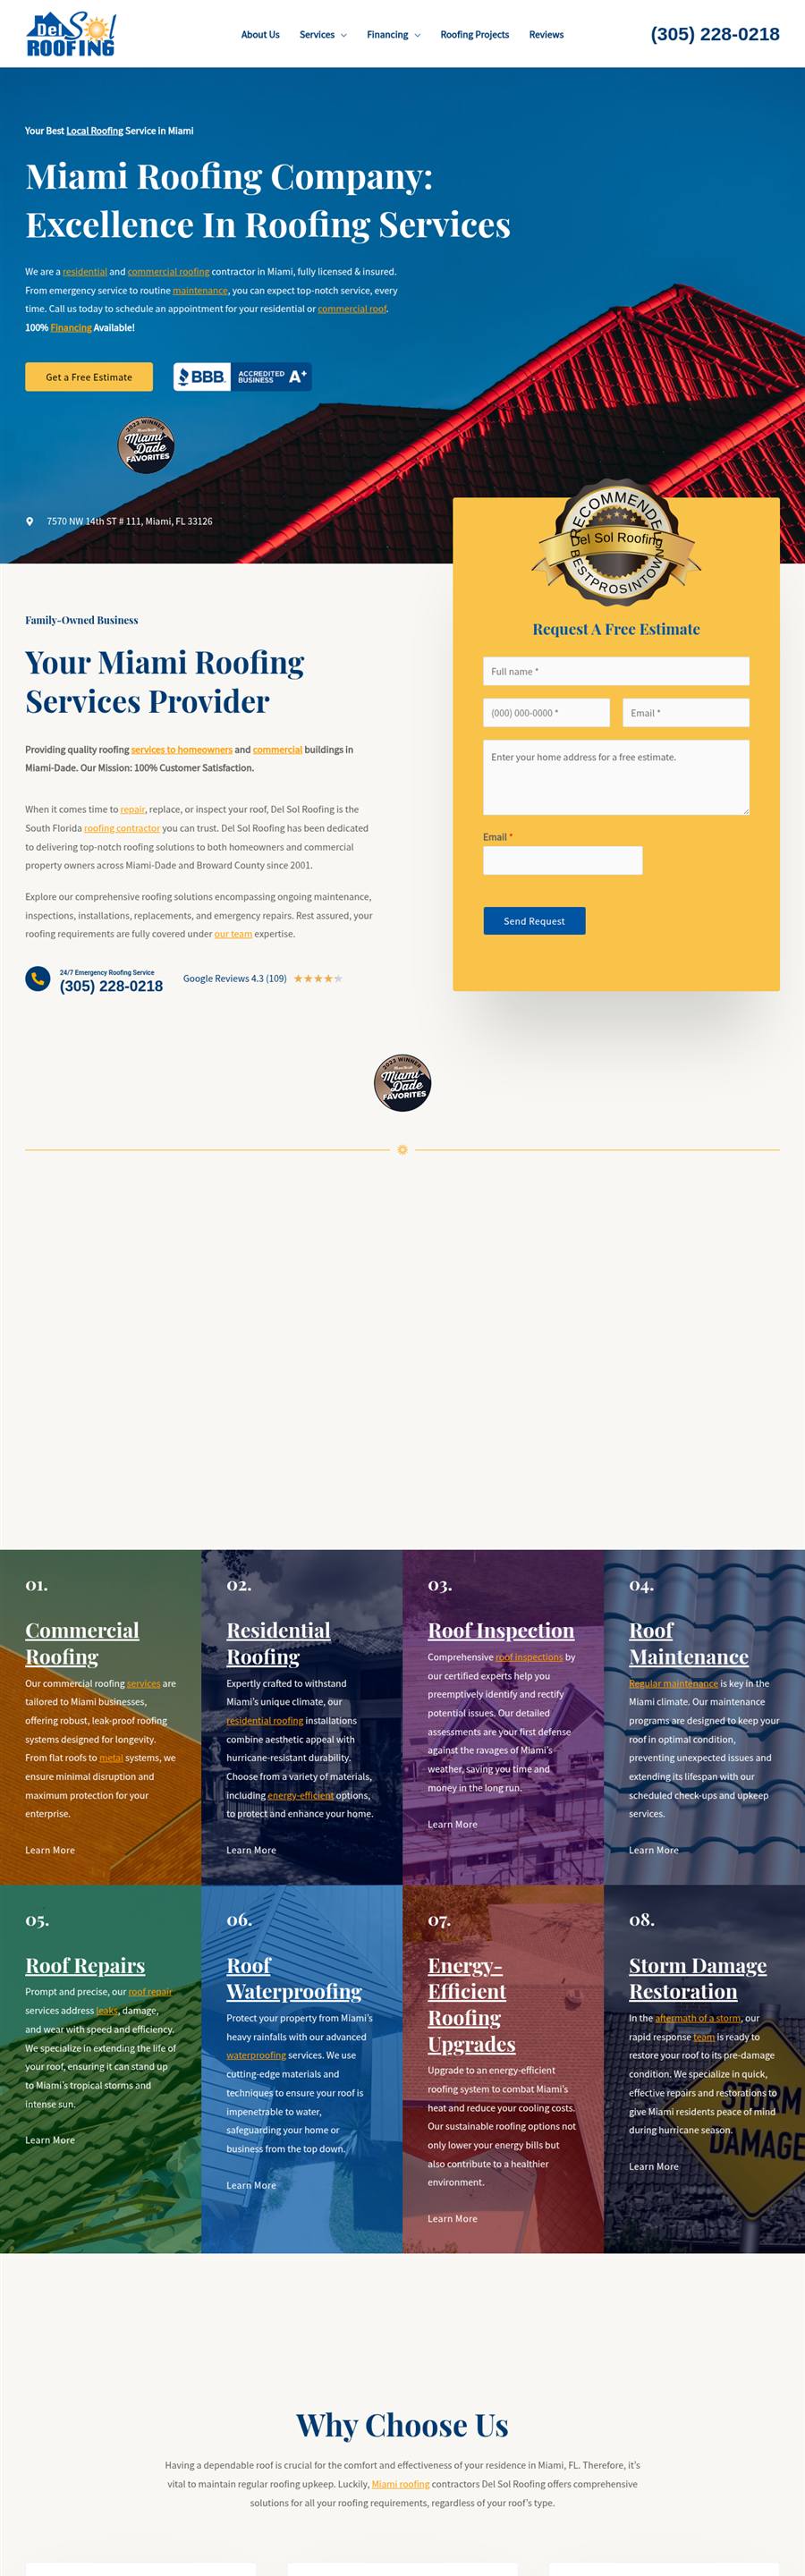 Del Sol
ROOFING
About Us
Services
Financing
Roofing Projects
Reviews
(305) 228-0218
Your Best Local Roofing Service in Miami
Miami Roofing Company:
Excellence In Roofing Services
We are a residential and commercial roofing contractor in Miami, fully licensed & insured.
From emergency service to routine maintenance, you can expect top-notch service, every
time. Call us today to schedule an appointment for your residential or commercial roof.
100% Financing Available!
Get a Free Estimate
BBB. ACCREDITED BUSINESS A+
2023 WINNER
Miami Dade
FAVORITES
7570 NW 14th ST # 111, Miami, FL 33126
RECOMMENDED
Del Sol Roofing
BESTPROSINTOWN
Request A Free Estimate
Full name *
(000) 000-0000 *
Email *
Enter your home address for a free estimate.
Email *
Send Request
Family-Owned Business
Your Miami Roofing
Services Provider
Providing quality roofing services to homeowners and commercial buildings in
Miami-Dade. Our Mission: 100% Customer Satisfaction.
When it comes time to repair, replace, or inspect your roof, Del Sol Roofing is the
South Florida roofing contractor you can trust. Del Sol Roofing has been dedicated
to delivering top-notch roofing solutions to both homeowners and commercial
property owners across Miami-Dade and Broward County since 2001.
Explore our comprehensive roofing solutions encompassing ongoing maintenance,
inspections, installations, replacements, and emergency repairs. Rest assured, your
roofing requirements are fully covered under our team expertise.
24/7 Emergency Roofing Service
(305) 228-0218
Google Reviews 4.3 (109)
2023 WINNER
Miami Dade
FAVORITES
01.
Commercial
Roofing
Our commercial roofing services are
tailored to Miami businesses,
offering robust, leak-proof roofing
systems designed for longevity.
From flat roofs to metal systems, we
ensure minimal disruption and
maximum protection for your
enterprise.
Learn More
02.
Residential
Roofing
Expertly crafted to withstand
Miami's unique climate, our
residential roofing installations
combine aesthetic appeal with
hurricane-resistant durability.
Choose from a variety of materials,
including energy-efficient options,
to protect and enhance your home.
Learn More
03.
Roof Inspection
Comprehensive roof inspections by
our certified experts help you
preemptively identify and rectify
potential issues. Our detailed
assessments are your first defense
against the ravages of Miami's
weather, saving you time and
money in the long run.
Learn More
04.
Roof
Maintenance
Regular maintenance is key in the
Miami climate. Our maintenance
programs are designed to keep your
roof in optimal condition,
preventing unexpected issues and
extending its lifespan with our
scheduled check-ups and upkeep
services.
Learn More
05.
Roof Repairs
Prompt and precise, our roof repair
services address leaks, damage,
and wear with speed and efficiency.
We specialize in extending the life of
your roof, ensuring it can stand up
to Miami's tropical storms and
intense sun.
Learn More
06.
Roof
Waterproofing
Protect your property from Miami's
heavy rainfalls with our advanced
waterproofing services. We use
cutting-edge materials and
techniques to ensure your roof is
impenetrable to water,
safeguarding your home or
business from the top down.
Learn More
07.
Energy-
Efficient
Roofing
Upgrades
Upgrade to an energy-efficient
roofing system to combat Miami's
heat and reduce your cooling costs.
Our sustainable roofing options not
only lower your energy bills but
also contribute to a healthier
environment.
Learn More
08.
Storm Damage
Restoration
In the aftermath of a storm, our
rapid response team is ready to
restore your roof to its pre-damage
condition. We specialize in quick,
effective repairs and restorations to
give Miami residents peace of mind
during hurricane season.
Learn More
STORM
DAMAGE
Why Choose Us
Having a dependable roof is crucial for the comfort and effectiveness of your residence in Miami, FL. Therefore, it's
vital to maintain regular roofing upkeep. Luckily, Miami roofing contractors Del Sol Roofing offers comprehensive
solutions for all your roofing requirements, regardless of your roof's type.